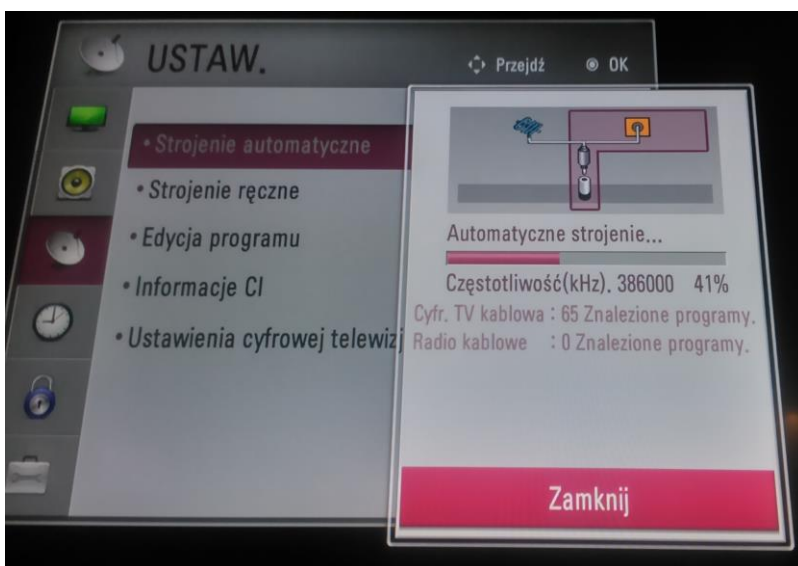 USTAW.
Przejdź
OK
• Strojenie automatyczne
• Strojenie ręczne
• Edycja programu
• Informacje CI
• Ustawienia cyfrowej telewizj
Automatyczne strojenie...
Częstotliwość(kHz). 386000 41%
Cyfr. TV kablowa : 65 Znalezione programy.
Radio kablowe : 0 Znalezione programy.
Zamknij